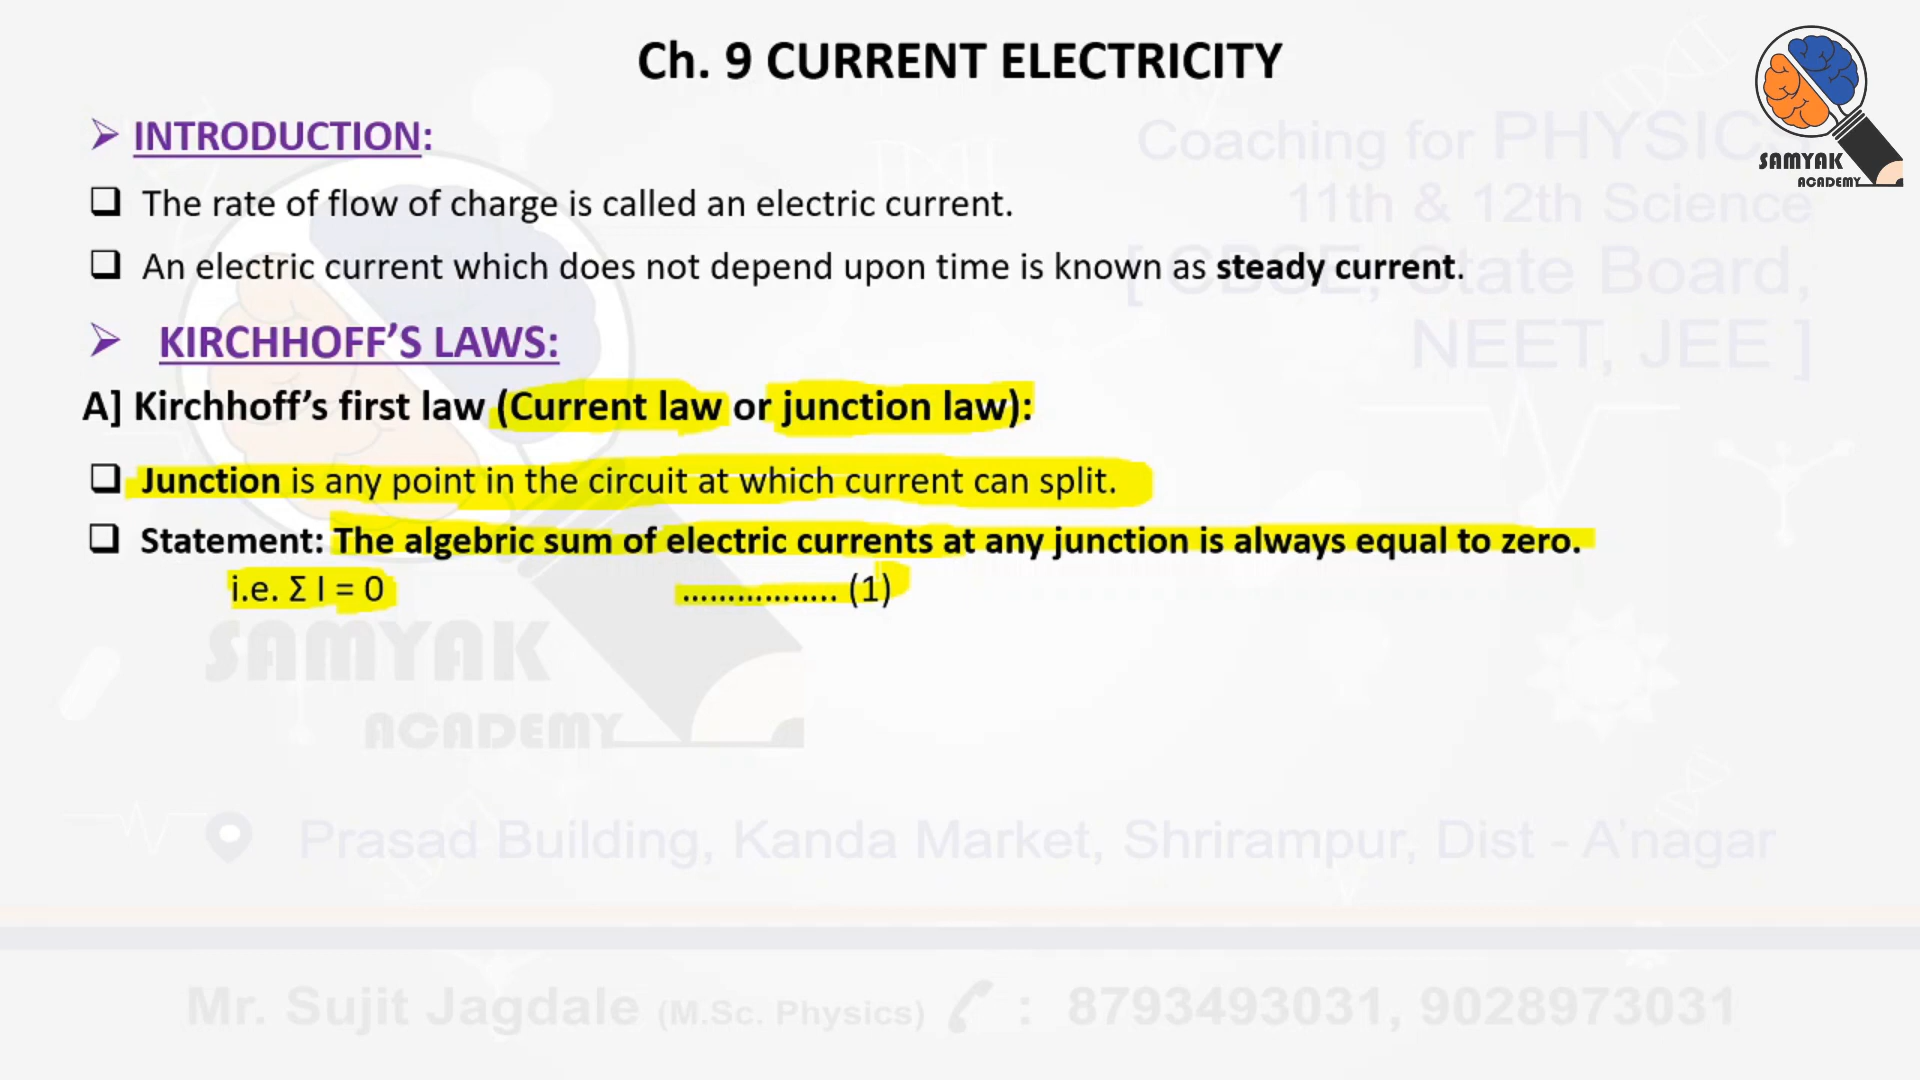 Ch. 9 CURRENT ELECTRICITY
SAMYAK
ACADEMY
➢ INTRODUCTION:
Coaching for PHYSIC
❑ The rate of flow of charge is called an electric current.
11th & 12th Science
❑ An electric current which does not depend upon time is known as steady current.
[ CBSE, State Board,
➢ KIRCHHOFF’S LAWS:
NEET, JEE ]
A] Kirchhoff’s first law (Current law or junction law):
❑ Junction is any point in the circuit at which current can split.
❑ Statement: The algebric sum of electric currents at any junction is always equal to zero.
i.e. Σ I = 0 …………….. (1)
SAMYAK
ACADEMY
Prasad Building, Kanda Market, Shrirampur, Dist - A'nagar
Mr. Sujit Jagdale (M.Sc. Physics) : 8793493031, 9028973031